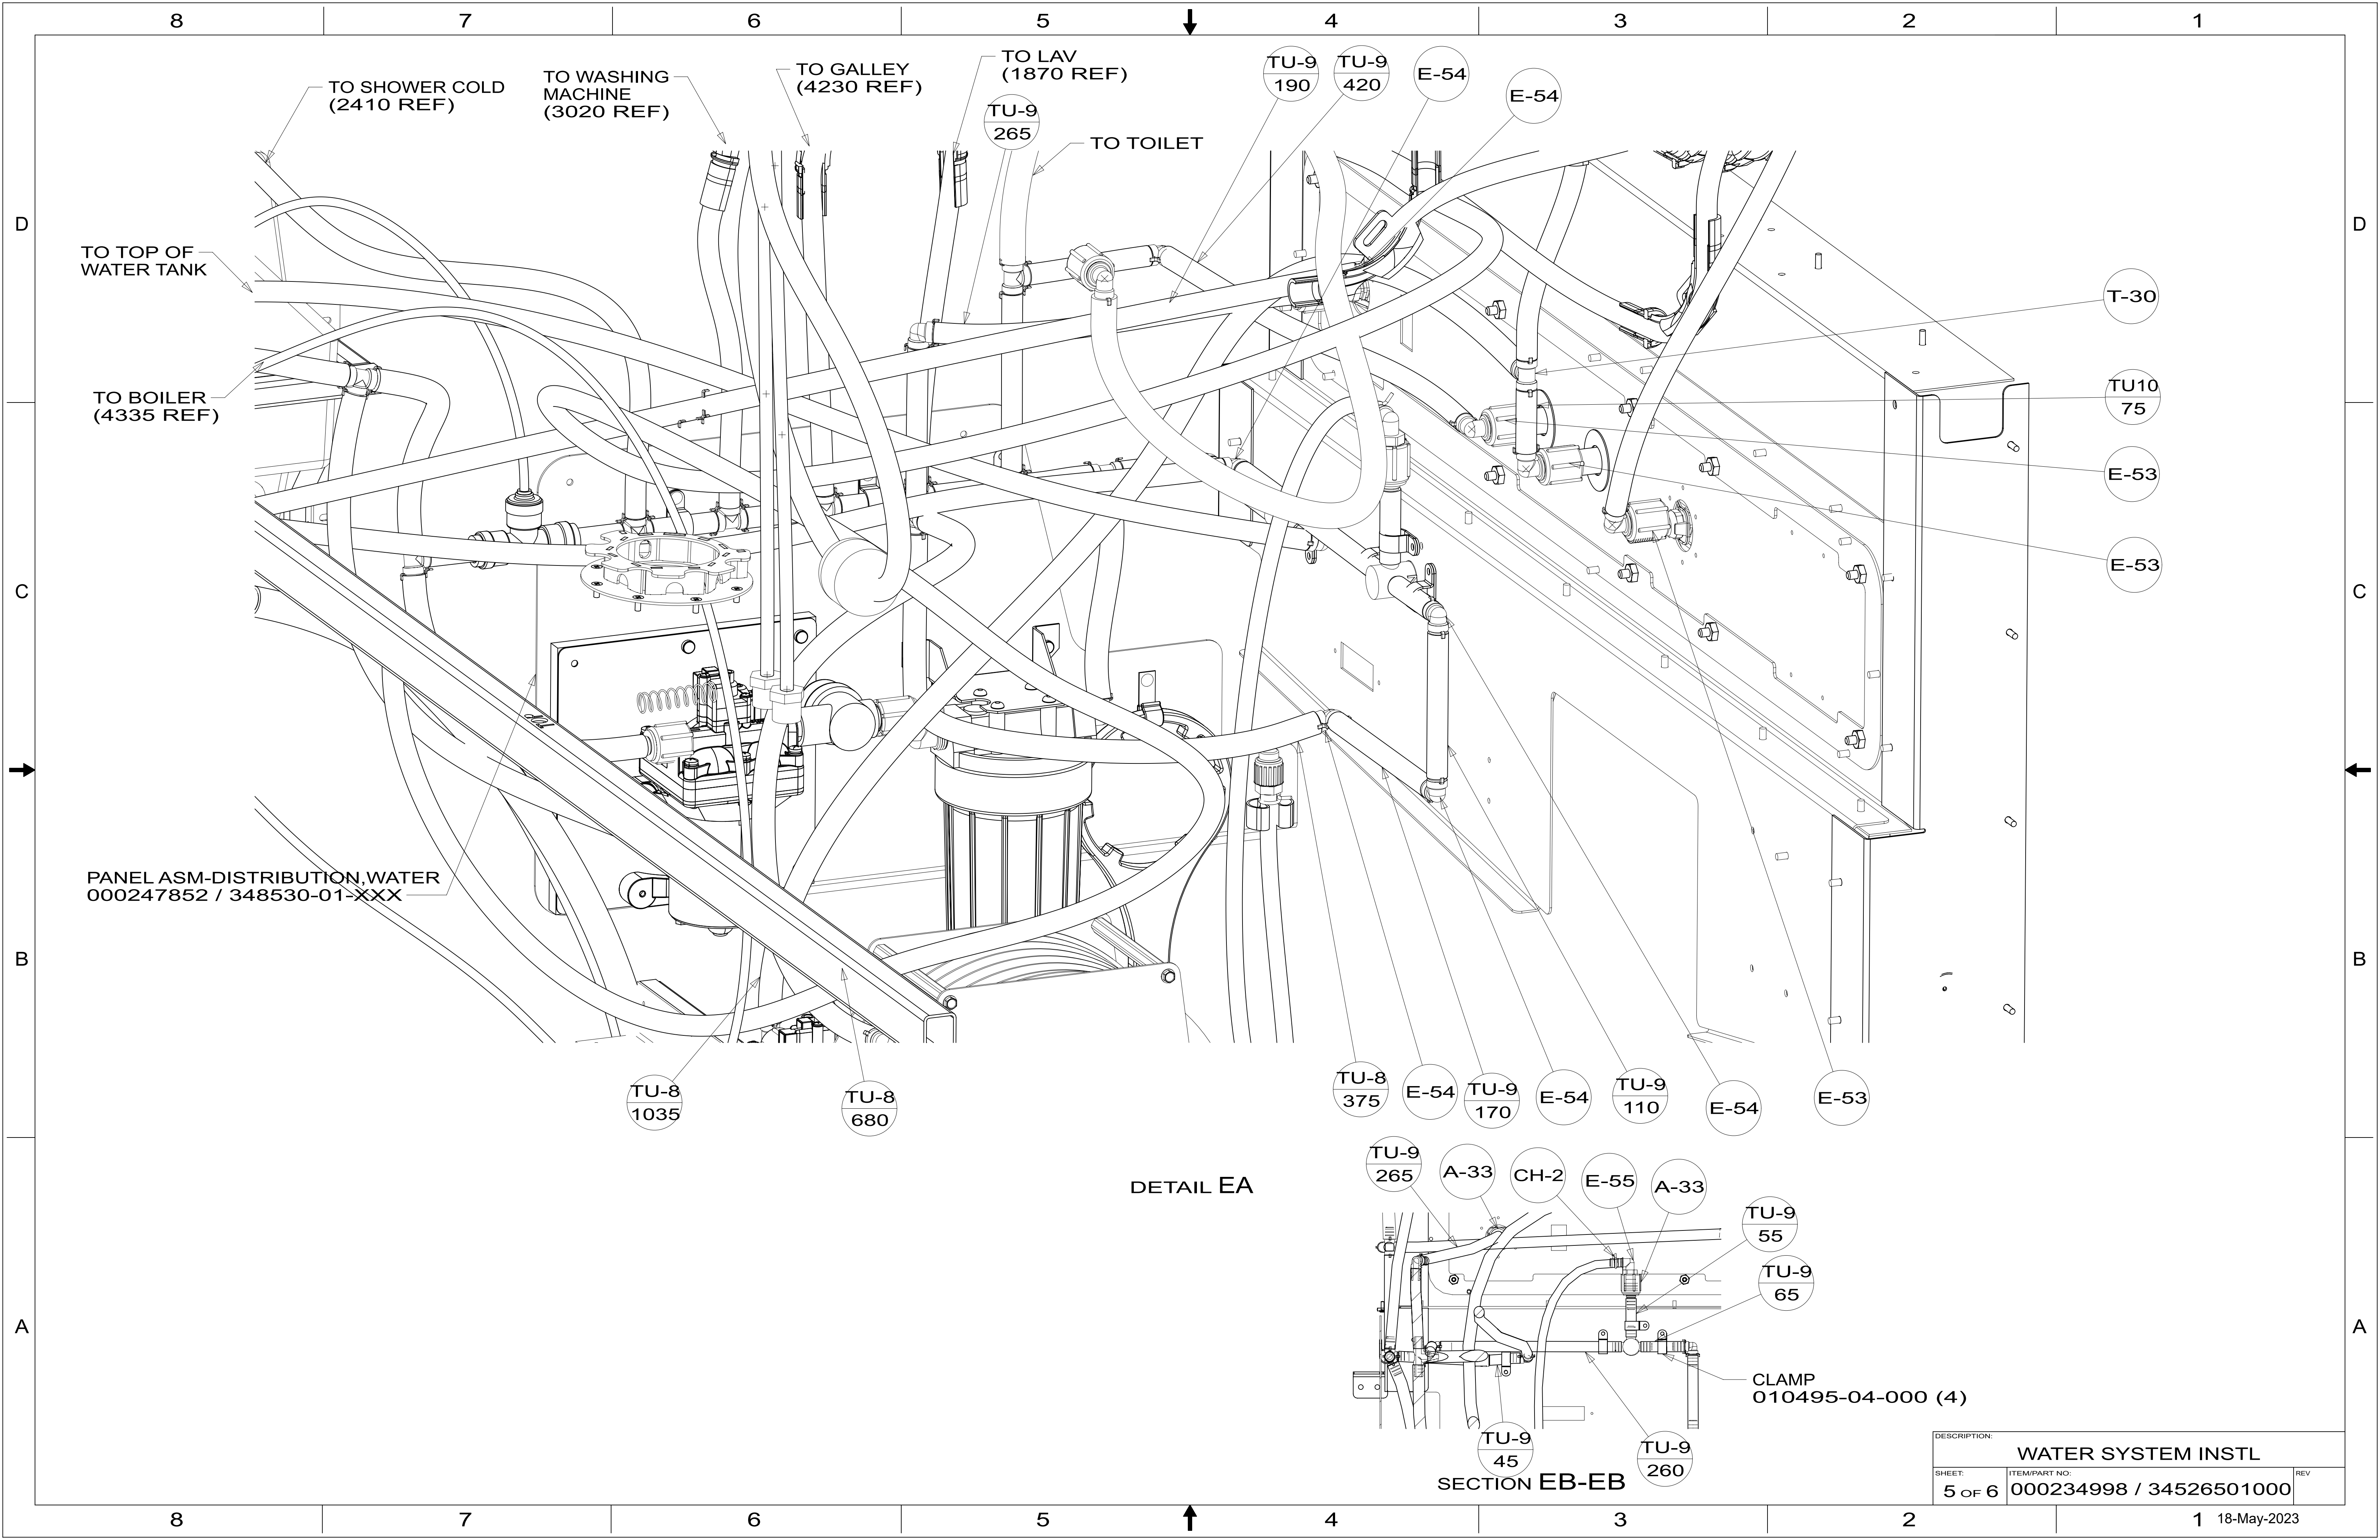 8 7 6 5 4 3 2 1
TO SHOWER COLD
(2410 REF)
TO WASHING
MACHINE
(3020 REF)
TO GALLEY
(4230 REF)
TO LAV
(1870 REF)
TU-9
265
TO TOILET
TU-9
190
TU-9
420
E-54
E-54
D
D
TO TOP OF
WATER TANK
T-30
TO BOILER
(4335 REF)
TU10
75
E-53
E-53
C
C
UP
PANEL ASM-DISTRIBUTION,WATER
000247852 / 348530-01-XXX
B
B
TU-8
1035
TU-8
680
TU-8
375
E-54
TU-9
170
E-54
TU-9
110
E-54
E-53
DETAIL EA
TU-9
265
A-33
CH-2
E-55
A-33
TU-9
55
TU-9
65
A
A
CLAMP
010495-04-000 (4)
TU-9
45
TU-9
260
SECTION EB-EB
DESCRIPTION:
WATER SYSTEM INSTL
SHEET:
5 OF 6
ITEM/PART NO:
000234998 / 34526501000
REV
8 7 6 5 4 3 2 1
18-May-2023